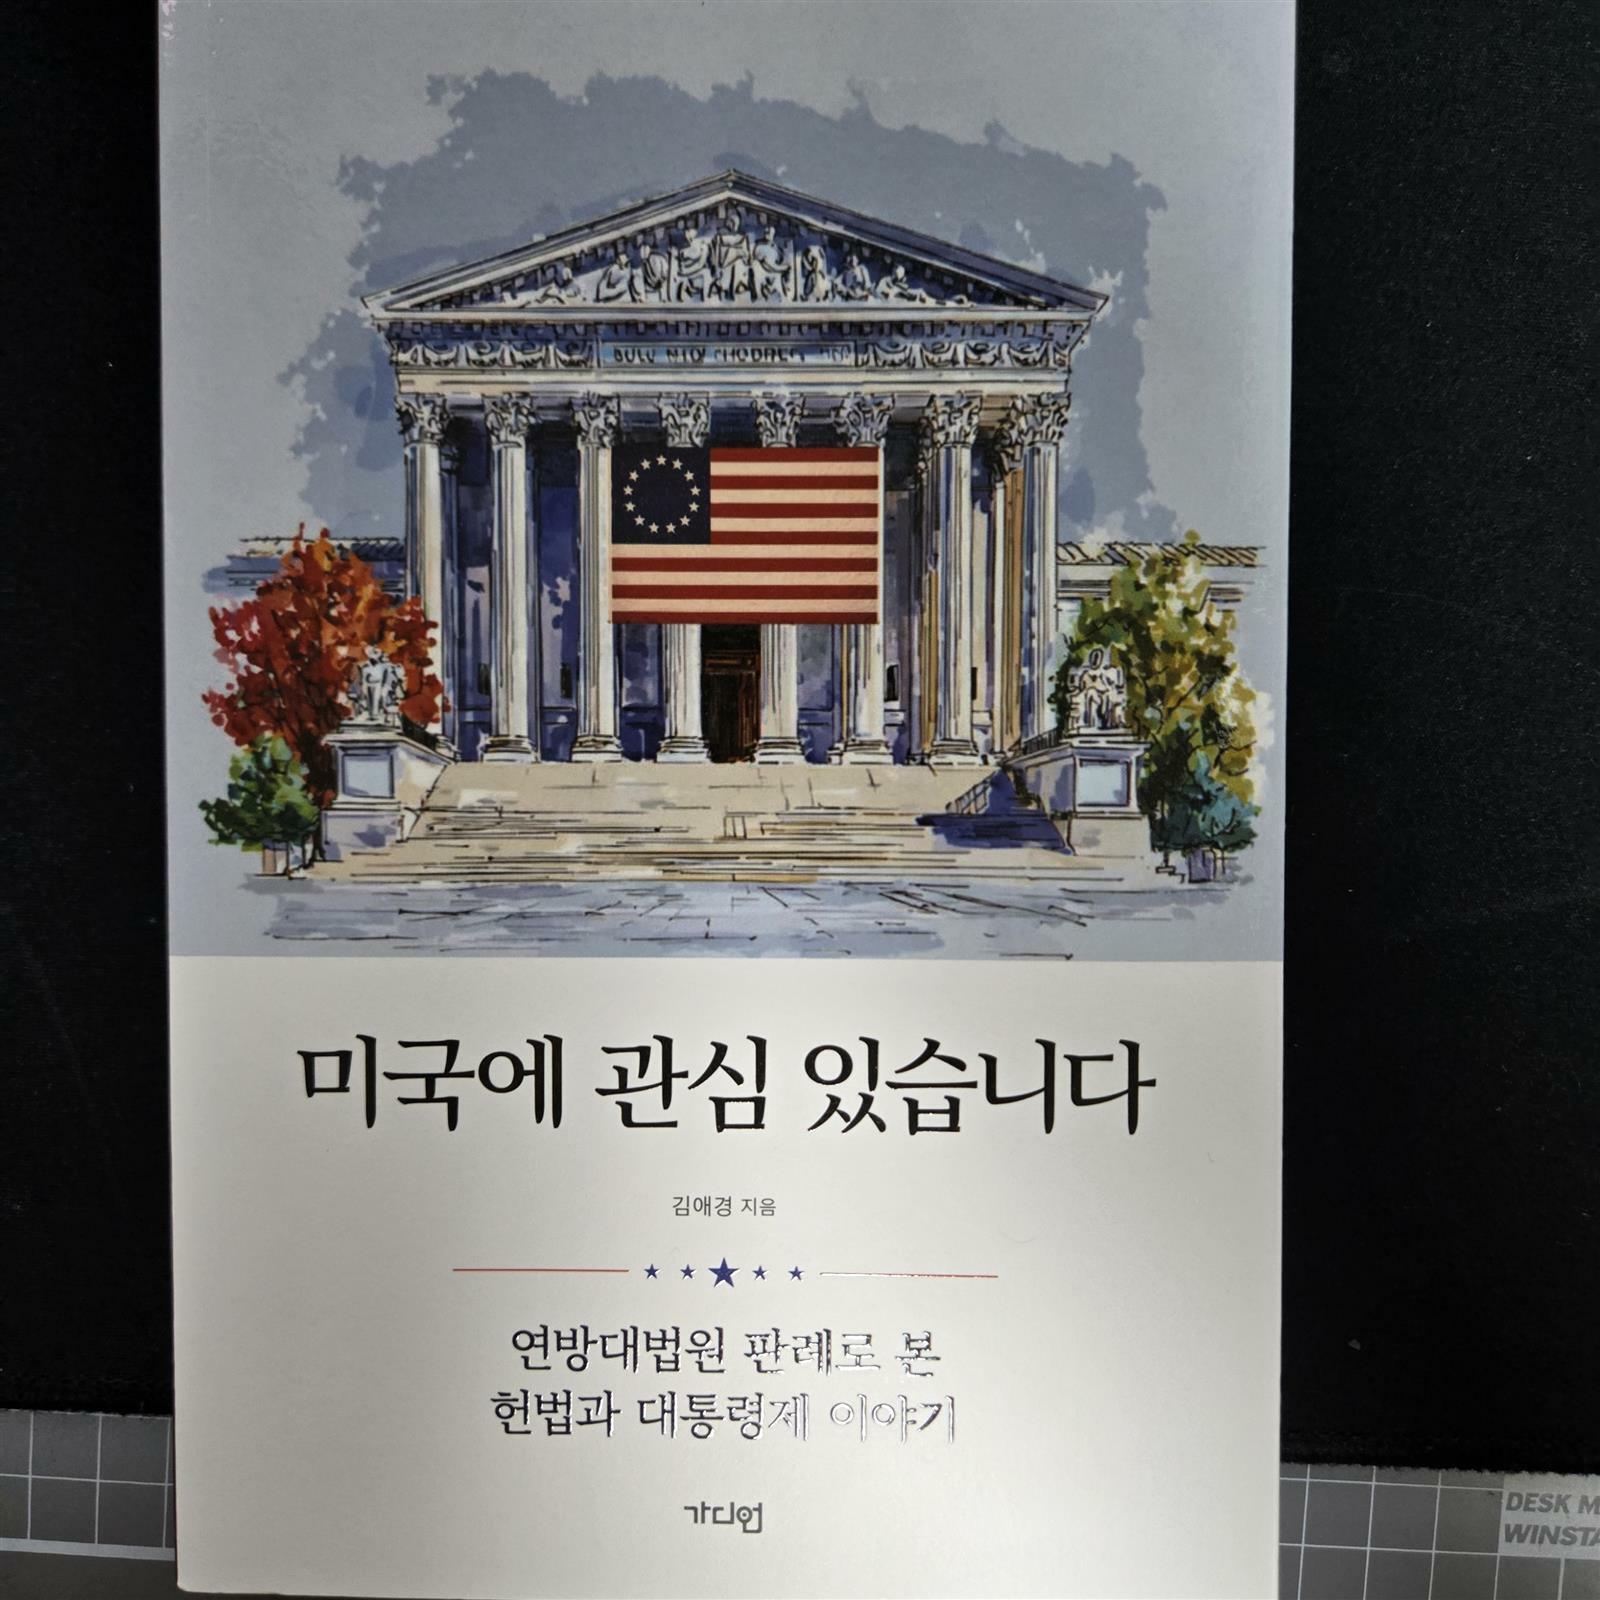 미국에 관심 있습니다
김애경 지음
연방대법원 판례로 본
헌법과 대통령제 이야기
가디언
DESK M
WINSTA